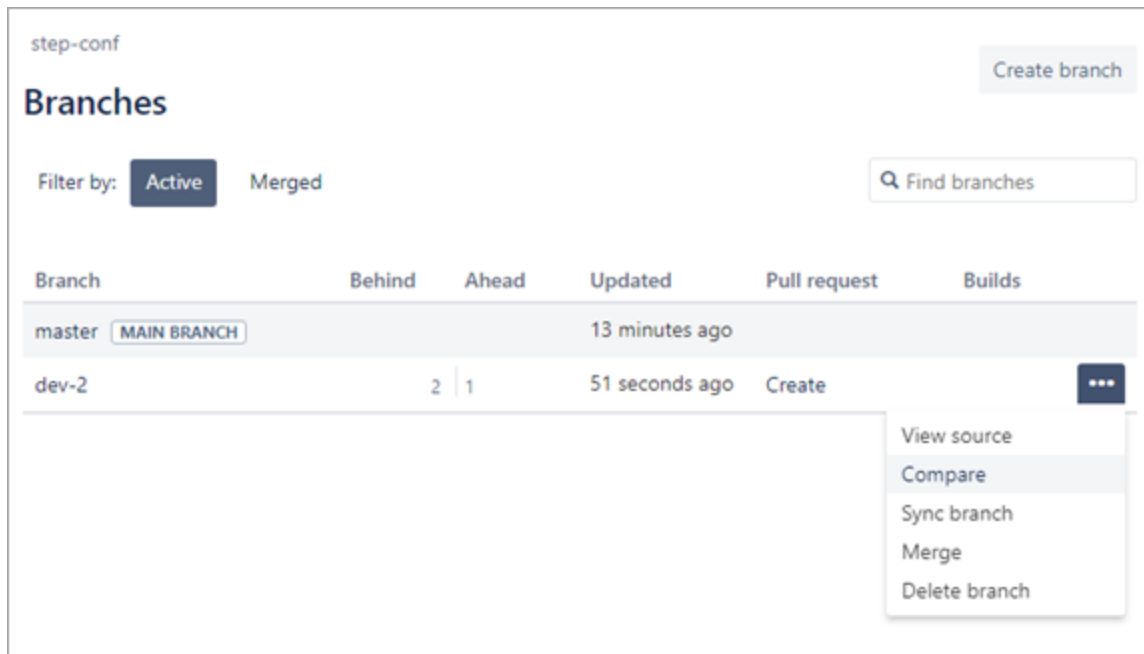 step-conf
Create branch
Branches
Filter by: Active Merged
Find branches
Branch Behind Ahead Updated Pull request Builds
master MAIN BRANCH 13 minutes ago
dev-2 2 1 51 seconds ago Create
View source
Compare
Sync branch
Merge
Delete branch